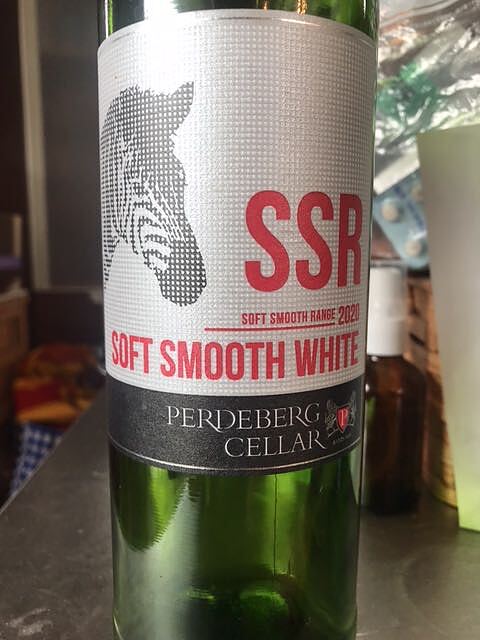 SSR
SOFT SMOOTH RANGE 2020
SOFT SMOOTH WHITE
PERDEBERG
CELLAR
P